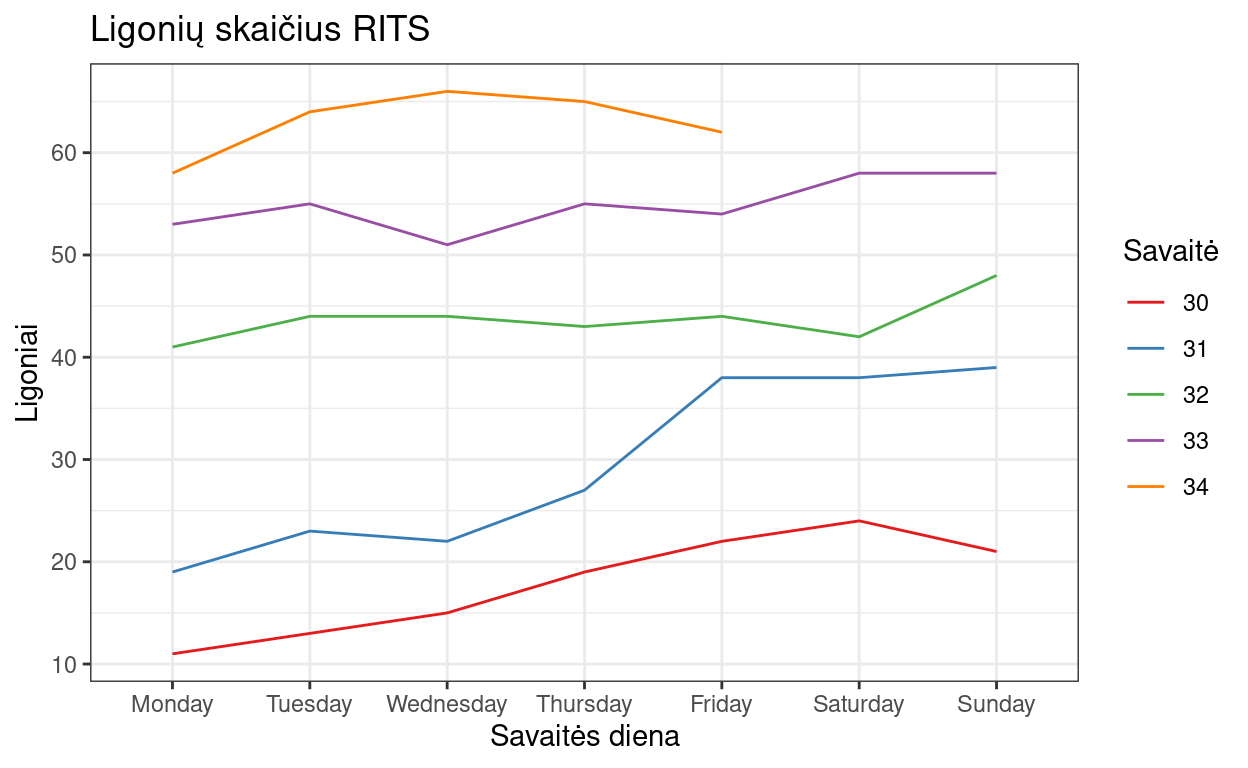 Ligonių skaičius RITS
Ligoniai
60
50
40
30
20
10
Monday Tuesday Wednesday Thursday Friday Saturday Sunday
Savaitės diena
Savaitė
30
31
32
33
34